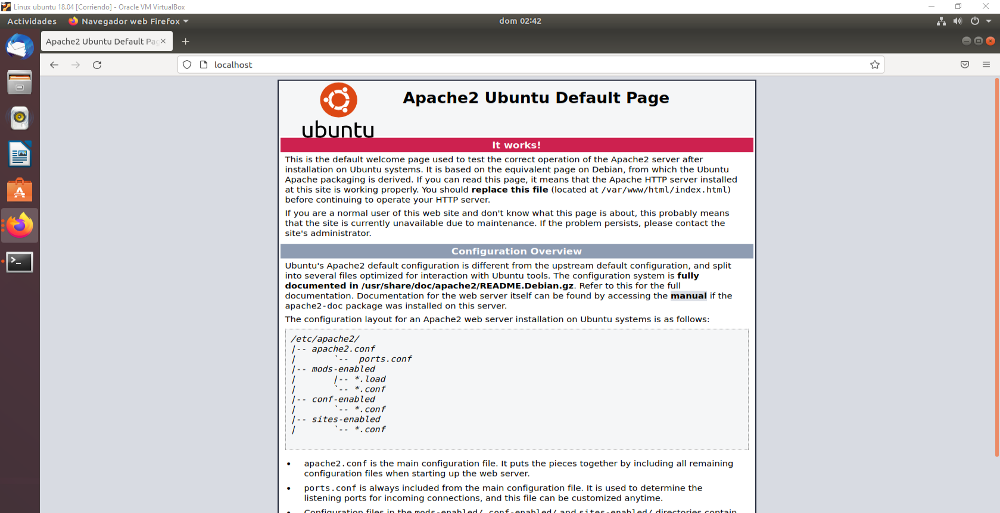 Linux ubuntu 18.04 [Corriendo] - Oracle VM VirtualBox
Actividades
Navegador web Firefox
dom 02:42
Apache2 Ubuntu Default Pa
localhost
ubuntu
Apache2 Ubuntu Default Page
It works!
This is the default welcome page used to test the correct operation of the Apache2 server after
installation on Ubuntu systems. It is based on the equivalent page on Debian, from which the Ubuntu
Apache packaging is derived. If you can read this page, it means that the Apache HTTP server installed
at this site is working properly. You should replace this file (located at /var/www/html/index.html)
before continuing to operate your HTTP server.
If you are a normal user of this web site and don't know what this page is about, this probably means
that the site is currently unavailable due to maintenance. If the problem persists, please contact the
site's administrator.
Configuration Overview
Ubuntu's Apache2 default configuration is different from the upstream default configuration, and split
into several files optimized for interaction with Ubuntu tools. The configuration system is fully
documented in /usr/share/doc/apache2/README.Debian.gz. Refer to this for the full
documentation. Documentation for the web server itself can be found by accessing the manual if the
apache2-doc package was installed on this server.
The configuration layout for an Apache2 web server installation on Ubuntu systems is as follows:
/etc/apache2/
|-- apache2.conf
|       `--  ports.conf
|-- mods-enabled
|       |-- *.load
|       `-- *.conf
|-- conf-enabled
|       `-- *.conf
|-- sites-enabled
|       `-- *.conf
• apache2.conf is the main configuration file. It puts the pieces together by including all remaining
configuration files when starting up the web server.
• ports.conf is always included from the main configuration file. It is used to determine the
listening ports for incoming connections, and this file can be customized anytime.
• Configuration files in the mods-enabled/, conf-enabled/ and sites-enabled/ directories contain